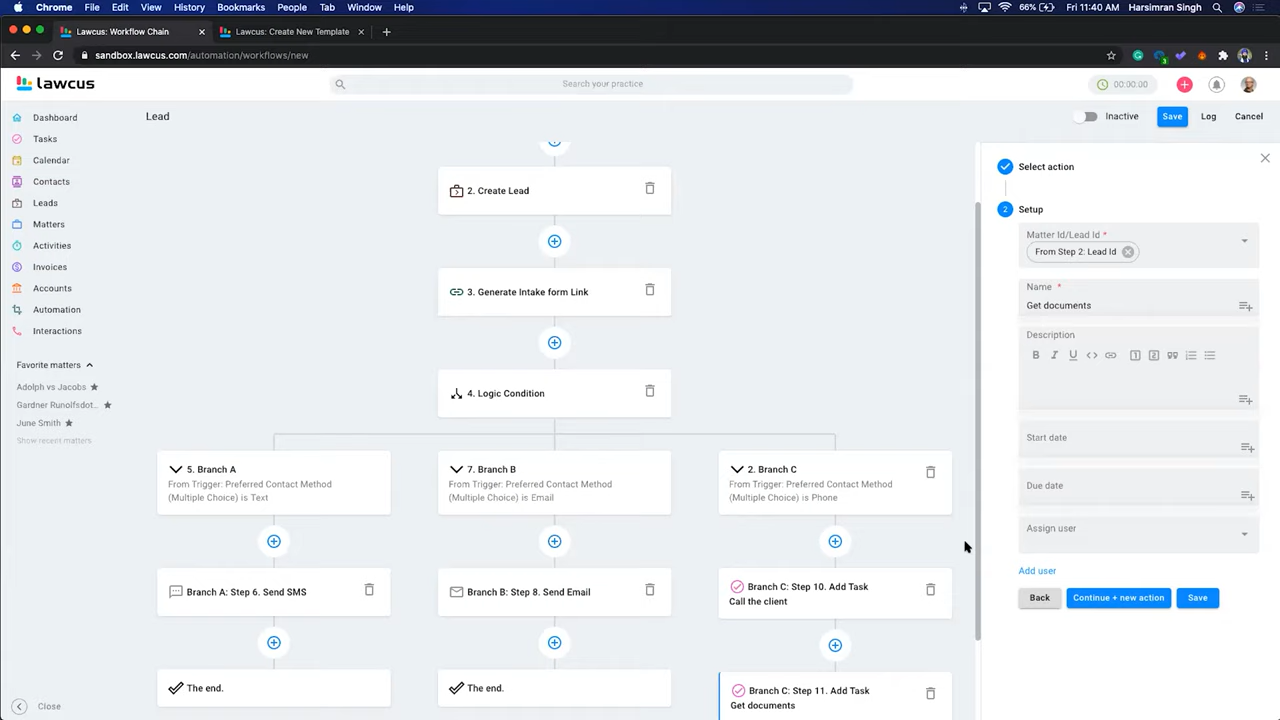 Chrome File Edit View History Bookmarks People Tab Window Help 66% Fri 11:40 AM Harsimran Singh
Lawcus: Workflow Chain
Lawcus: Create New Template
sandbox.lawcus.com/automation/workflows/new
3
lawcus
Search your practice
00:00.00
Dashboard
Tasks
Calendar
Contacts
Leads
Matters
Activities
Invoices
Accounts
Automation
Interactions
Favorite matters
Adolph vs Jacobs
Gardner Runolfsdot...
June Smith
Show recent matters
Close
Lead
Inactive
Save
Log
Cancel
2. Create Lead
3. Generate Intake form Link
4. Logic Condition
5. Branch A
From Trigger: Preferred Contact Method
(Multiple Choice) is Text
7. Branch B
From Trigger: Preferred Contact Method
(Multiple Choice) is Email
2. Branch C
From Trigger: Preferred Contact Method
(Multiple Choice) is Phone
Branch A: Step 6. Send SMS
Branch B: Step 8. Send Email
Branch C: Step 10. Add Task
Call the client
The end.
The end.
Branch C: Step 11. Add Task
Get documents
Select action
2 Setup
Matter Id/Lead Id *
From Step 2: Lead Id
Name *
Get documents
Description
B I U
Start date
Due date
Assign user
Add user
Back
Continue + new action
Save